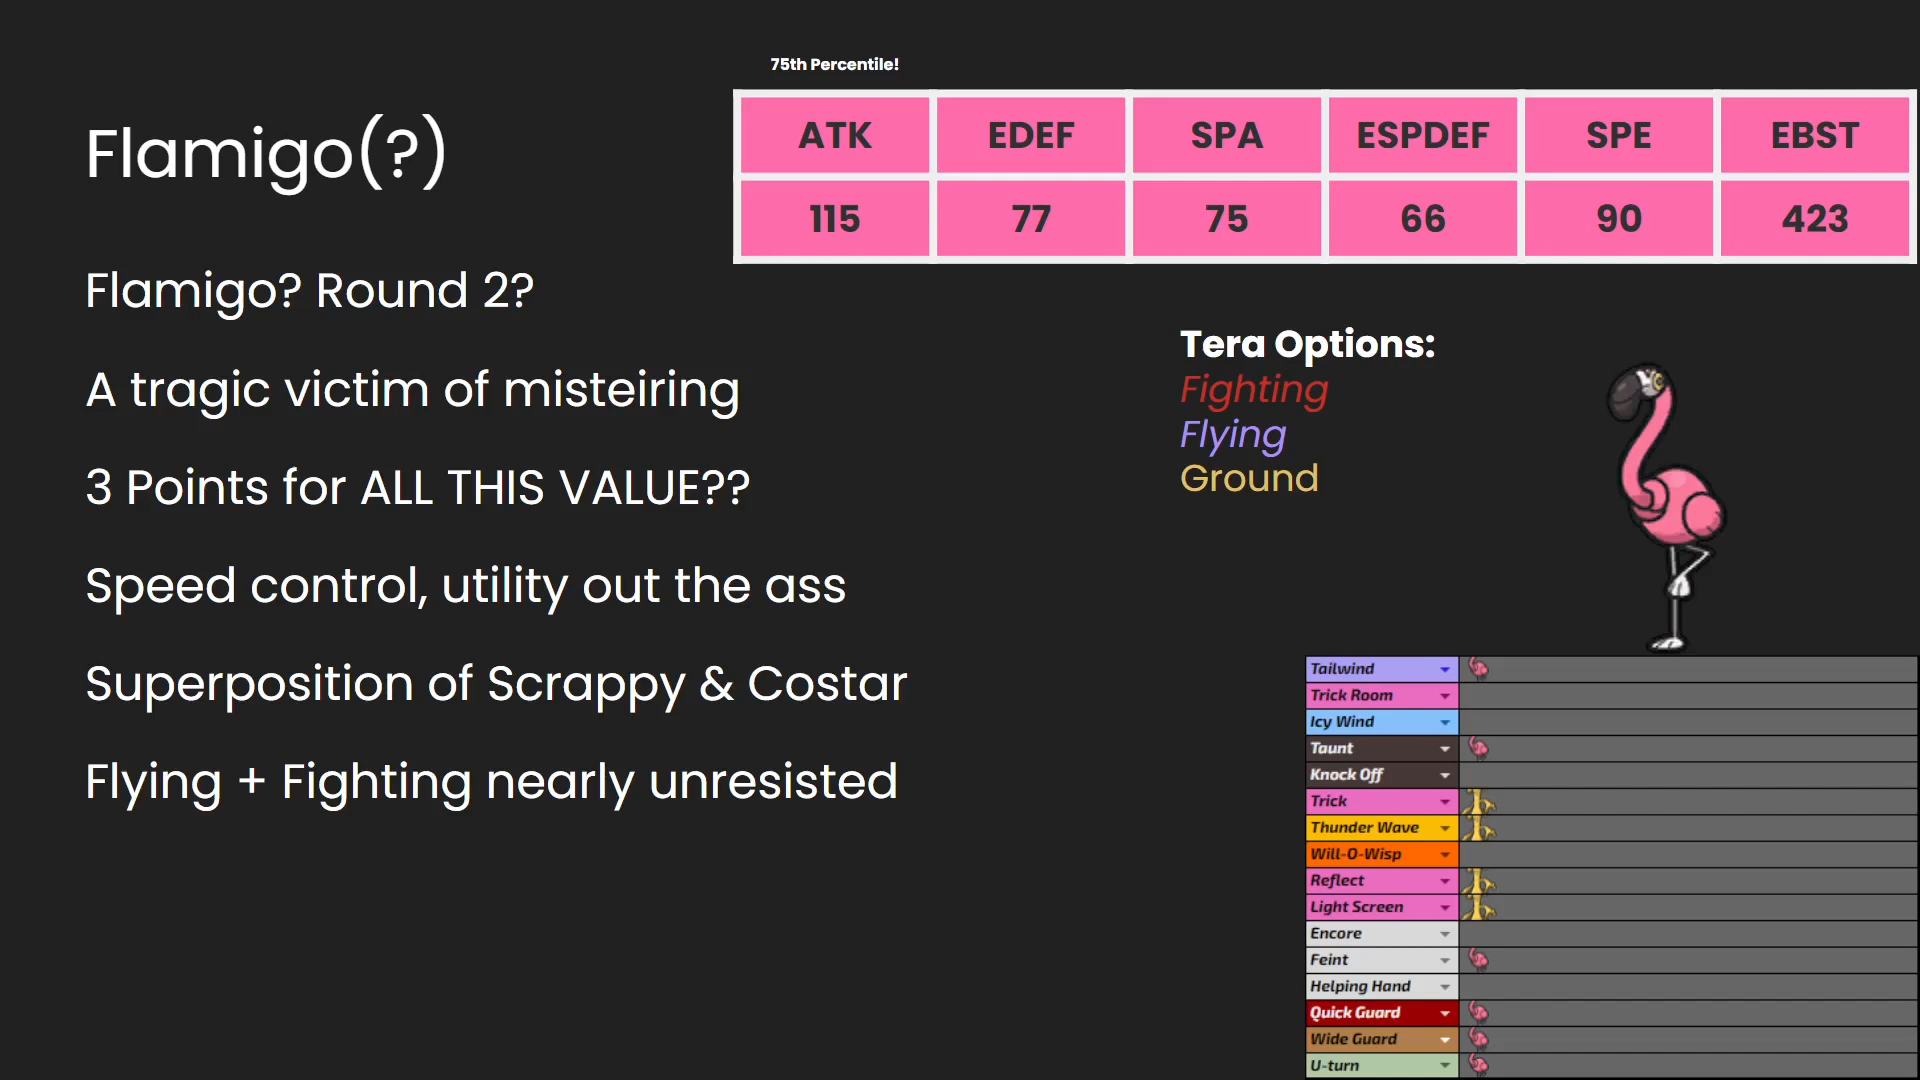 75th Percentile!
Flamigo(?)
ATK EDEF SPA ESPDEF SPE EBST
115 77 75 66 90 423
Flamigo? Round 2?
A tragic victim of misteiring
3 Points for ALL THIS VALUE??
Speed control, utility out the ass
Superposition of Scrappy & Costar
Flying + Fighting nearly unresisted
Tera Options:
Fighting
Flying
Ground
Tailwind
Trick Room
Icy Wind
Taunt
Knock Off
Trick
Thunder Wave
Will-O-Wisp
Reflect
Light Screen
Encore
Feint
Helping Hand
Quick Guard
Wide Guard
U-turn